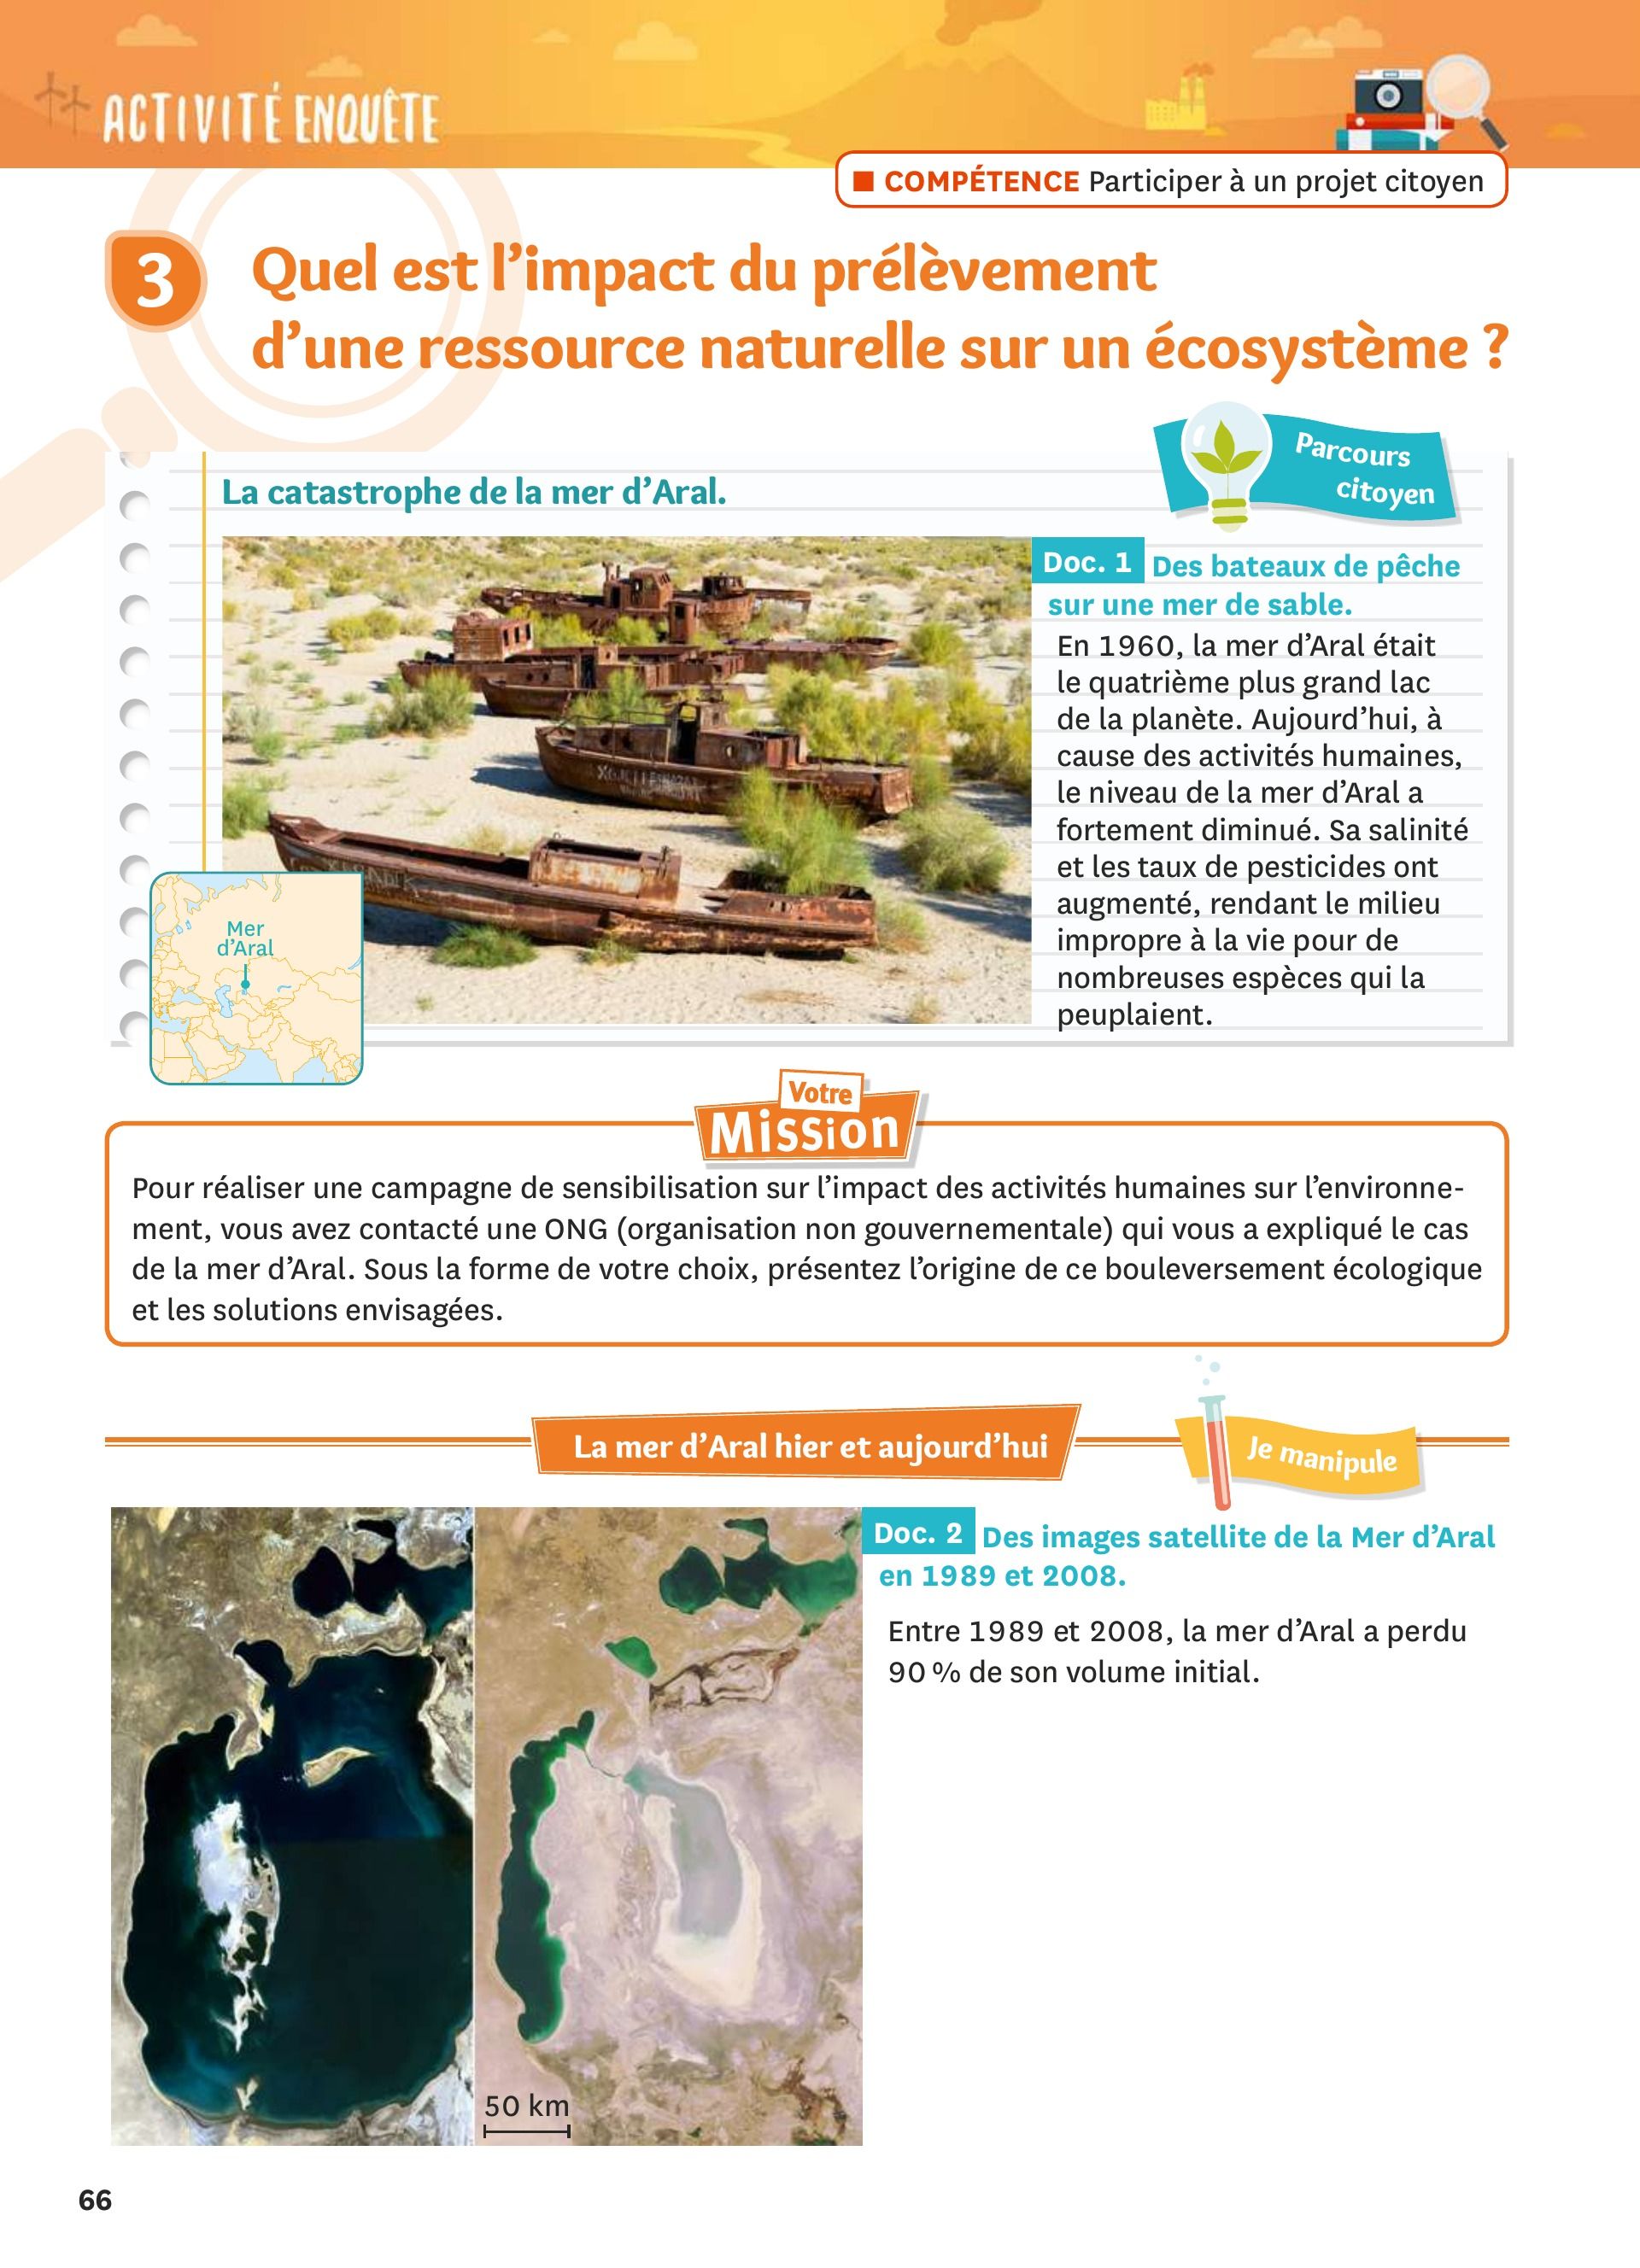 ACTIVITÉ ENQUÊTE
■ COMPÉTENCE Participer à un projet citoyen
3
Quel est l'impact du prélèvement
d'une ressource naturelle sur un écosystème ?
Parcours
citoyen
La catastrophe de la mer d'Aral.
Doc. 1 Des bateaux de pêche
sur une mer de sable.
En 1960, la mer d'Aral était
le quatrième plus grand lac
de la planète. Aujourd'hui, à
cause des activités humaines,
le niveau de la mer d'Aral a
fortement diminué. Sa salinité
et les taux de pesticides ont
augmenté, rendant le milieu
impropre à la vie pour de
nombreuses espèces qui la
peuplaient.
Mer
d'Aral
Votre
Mission
Pour réaliser une campagne de sensibilisation sur l'impact des activités humaines sur l'environne-
ment, vous avez contacté une ONG (organisation non gouvernementale) qui vous a expliqué le cas
de la mer d'Aral. Sous la forme de votre choix, présentez l'origine de ce bouleversement écologique
et les solutions envisagées.
La mer d'Aral hier et aujourd'hui
Je manipule
Doc. 2 Des images satellite de la Mer d'Aral
en 1989 et 2008.
Entre 1989 et 2008, la mer d'Aral a perdu
90 % de son volume initial.
50 km
66